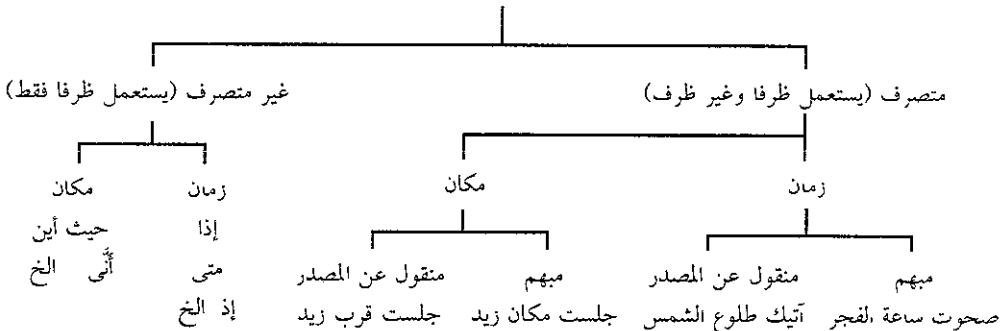 متصرف (يستعمل ظرفا وغير ظرف)
غير متصرف (يستعمل ظرفا فقط)
زمان
مكان
زمان
مكان
مبهم
منقول عن المصدر
مبهم
منقول عن المصدر
إذا
حيث أين
متى
أَنَّى الخ
إذ الخ
صحوت ساعة الفجر
آتيك طلوع الشمس
جلست مكان زيد
جلست قرب زيد